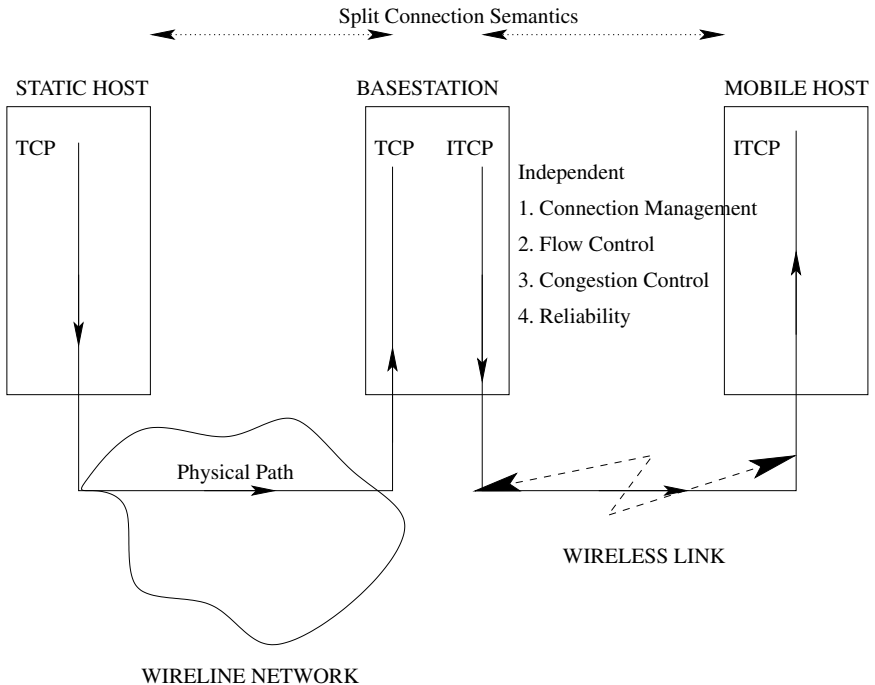 Split Connection Semantics
STATIC HOST
BASESTATION
MOBILE HOST
TCP
TCP
ITCP
ITCP
Independent
1. Connection Management
2. Flow Control
3. Congestion Control
4. Reliability
Physical Path
WIRELESS LINK
WIRELINE NETWORK